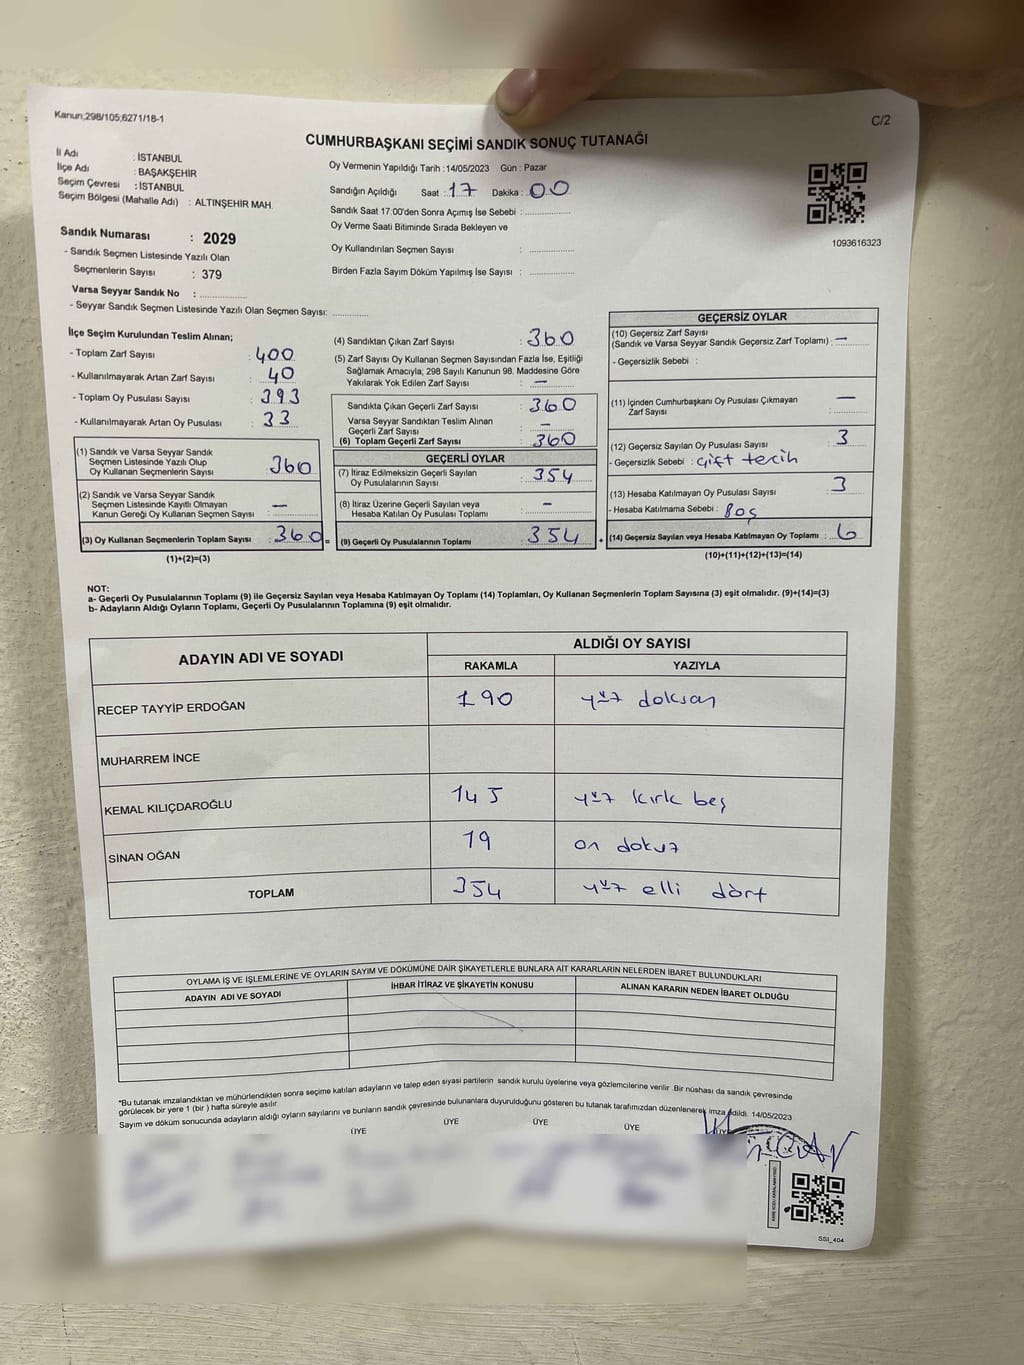 Kanun;298/105;6271/18-1
C/2
CUMHURBAŞKANI SEÇİMİ SANDIK SONUÇ TUTANAĞI
İl Adı : İSTANBUL
İlçe Adı : BAŞAKŞEHİR
Seçim Çevresi : İSTANBUL
Seçim Bölgesi (Mahalle Adı) : ALTINŞEHİR MAH.
Sandık Numarası : 2029
- Sandık Seçmen Listesinde Yazılı Olan
Seçmenlerin Sayısı : 379
Varsa Seyyar Sandık No :
- Seyyar Sandık Seçmen Listesinde Yazılı Olan Seçmen Sayısı:
Oy Vermenin Yapıldığı Tarih : 14/05/2023 Gün : Pazar
Sandığın Açıldığı Saat : 17 Dakika : 00
Sandık Saat 17.00'den Sonra Açımış İse Sebebi :
Oy Verme Saati Bitiminde Sırada Bekleyen ve
Oy Kullandırılan Seçmen Sayısı :
Birden Fazla Sayım Döküm Yapılmış İse Sayısı :
1093616323
İlçe Seçim Kurulundan Teslim Alınan;
- Toplam Zarf Sayısı : 400
- Kullanılmayarak Artan Zarf Sayısı : 40
- Toplam Oy Pusulası Sayısı : 393
- Kullanılmayarak Artan Oy Pusulası : 33
(1) Sandık ve Varsa Seyyar Sandık
Seçmen Listesinde Yazılı Olup
Oy Kullanan Seçmenlerin Sayısı : 360
(2) Sandık ve Varsa Seyyar Sandık
Seçmen Listesinde Kayıtlı Olmayan
Kanun Gereği Oy Kullanan Seçmen Sayısı : —
(3) Oy Kullanan Seçmenlerin Toplam Sayısı : 360
(1)+(2)=(3)
(4) Sandıktan Çıkan Zarf Sayısı : 360
(5) Zarf Sayısı Oy Kullanan Seçmen Sayısından Fazla İse, Eşitliği
Sağlamak Amacıyla; 298 Sayılı Kanunun 98. Maddesine Göre
Yakılarak Yok Edilen Zarf Sayısı : —
Sandıkta Çıkan Geçerli Zarf Sayısı : 360
Varsa Seyyar Sandıktan Teslim Alınan
Geçerli Zarf Sayısı : —
(6) Toplam Geçerli Zarf Sayısı : 360
GEÇERLİ OYLAR
(7) İtiraz Edilmeksizin Geçerli Sayılan
Oy Pusulalarının Sayısı : 354
(8) İtiraz Üzerine Geçerli Sayılan veya
Hesaba Katılan Oy Pusulası Toplamı : —
= (9) Geçerli Oy Pusulalarının Toplamı : 354
GEÇERSİZ OYLAR
(10) Geçersiz Zarf Sayısı
(Sandık ve Varsa Seyyar Sandık Geçersiz Zarf Toplamı) : —
- Geçersizlik Sebebi :
(11) İçinden Cumhurbaşkanı Oy Pusulası Çıkmayan
Zarf Sayısı : —
(12) Geçersiz Sayılan Oy Pusulası Sayısı : 3
- Geçersizlik Sebebi : çift tercih
(13) Hesaba Katılmayan Oy Pusulası Sayısı : 3
- Hesaba Katılmama Sebebi : Boş
+ (14) Geçersiz Sayılan veya Hesaba Katılmayan Oy Toplamı : 6
(10)+(11)+(12)+(13)=(14)
NOT:
a- Geçerli Oy Pusulalarının Toplamı (9) ile Geçersiz Sayılan veya Hesaba Katılmayan Oy Toplamı (14) Toplamları, Oy Kullanan Seçmenlerin Toplam Sayısına (3) eşit olmalıdır. (9)+(14)=(3)
b- Adayların Aldığı Oyların Toplamı, Geçerli Oy Pusulalarının Toplamına (9) eşit olmalıdır.
ADAYIN ADI VE SOYADI
ALDIĞI OY SAYISI
RAKAMLA YAZIYLA
RECEP TAYYİP ERDOĞAN 190 yüz doksan
MUHARREM İNCE
KEMAL KILIÇDAROĞLU 145 yüz kırk beş
SİNAN OĞAN 19 on dokuz
TOPLAM 354 yüz elli dört
OYLAMA İŞ VE İŞLEMLERİNE VE OYLARIN SAYIM VE DÖKÜMÜNE DAİR ŞİKAYETLERLE BUNLARA AİT KARARLARIN NELERDEN İBARET BULUNDUKLARI
ADAYIN ADI VE SOYADI İHBAR İTİRAZ VE ŞİKAYETİN KONUSU ALINAN KARARIN NEDEN İBARET OLDUĞU
*Bu tutanak imzalandıktan ve mühürlendikten sonra seçime katılan adayların ve talep eden siyasi partilerin sandık kurulu üyelerine veya gözlemcilerine verilir. Bir nüshası da sandık çevresinde
görülecek bir yere 1 (bir) hafta süreyle asılır.
Sayım ve döküm sonucunda adayların aldığı oyların sayılarını ve bunların sandık çevresinde bulunanlara duyurulduğunu gösteren bu tutanak tarafımızdan düzenlenerek imza edildi. 14/05/2023
ÜYE ÜYE ÜYE ÜYE
SSI_404